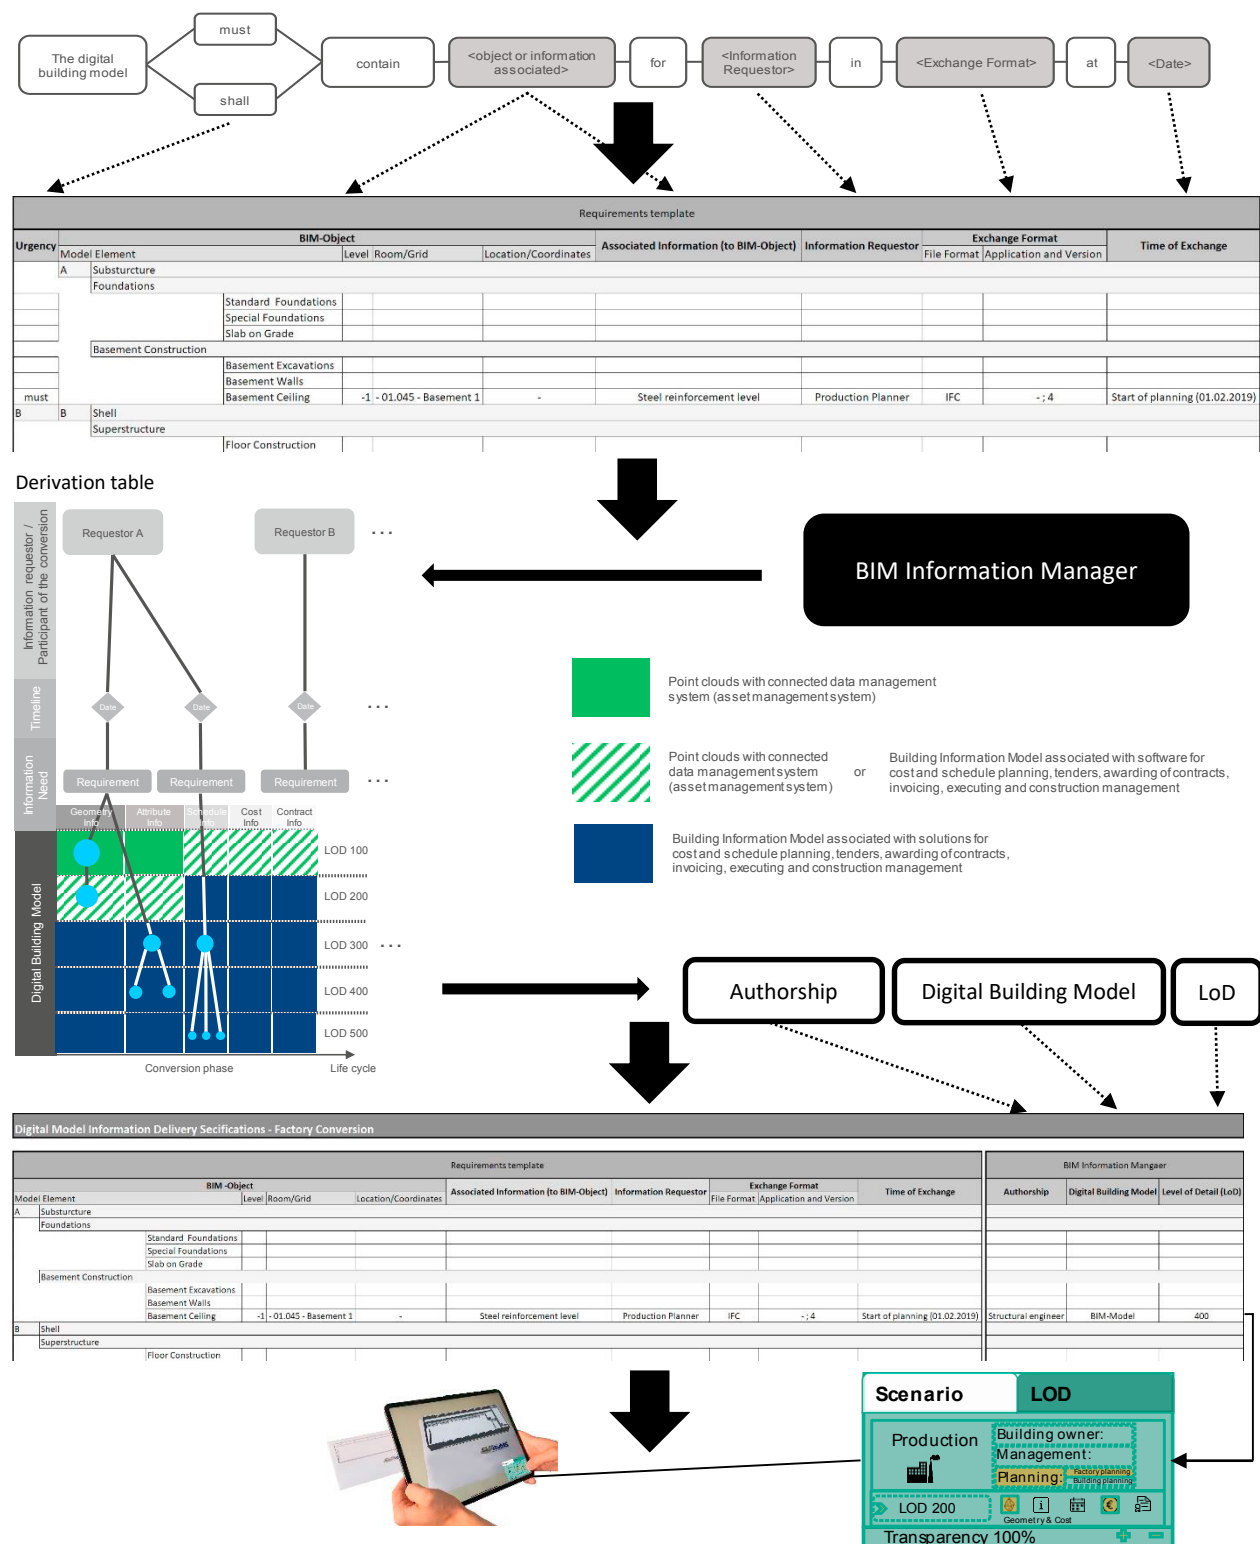 The digital
building model
must
shall
contain
<object or information
associated>
for
<Information
Requestor>
in
<Exchange Format>
at
<Date>
Requirements template
Urgency
BIM-Object
Associated Information (to BIM-Object)
Information Requestor
Exchange Format
Time of Exchange
Model Element
Level
Room/Grid
Location/Coordinates
File Format
Application and Version
A
Substurcture
Foundations
Standard Foundations
Special Foundations
Slab on Grade
Basement Construction
Basement Excavations
Basement Walls
must
Basement Ceiling
-1
- 01.045 - Basement 1
-
Steel reinforcement level
Production Planner
IFC
- ; 4
Start of planning (01.02.2019)
B
B
Shell
Superstructure
Floor Construction
Derivation table
Information requestor /
Participant of the conversion
Requestor A
Requestor B
...
BIM Information Manager
Timeline
Date
Date
Date
...
Information
Need
Requirement
Requirement
Requirement
...
Geometry
Info
Attribute
Info
Schedule
Info
Cost
Info
Contract
Info
Digital Building Model
LOD 100
LOD 200
LOD 300
...
LOD 400
LOD 500
Conversion phase
Life cycle
Point clouds with connected data management
system (asset management system)
Point clouds with connected
data management system
(asset management system)
or
Building Information Model associated with software for
cost and schedule planning, tenders, awarding of contracts,
invoicing, executing and construction management
Building Information Model associated with solutions for
cost and schedule planning, tenders, awarding of contracts,
invoicing, executing and construction management
Authorship
Digital Building Model
LoD
Digital Model Information Delivery Secifications - Factory Conversion
Requirements template
BIM Information Mangaer
BIM -Object
Associated Information (to BIM-Object)
Information Requestor
Exchange Format
Time of Exchange
Authorship
Digital Building Model
Level of Detail (LoD)
Model Element
Level
Room/Grid
Location/Coordinates
File Format
Application and Version
A
Substurcture
Foundations
Standard Foundations
Special Foundations
Slab on Grade
Basement Construction
Basement Excavations
Basement Walls
Basement Ceiling
-1
- 01.045 - Basement 1
-
Steel reinforcement level
Production Planner
IFC
- ; 4
Start of planning (01.02.2019)
Structural engineer
BIM-Model
400
B
Shell
Superstructure
Floor Construction
Scenario
LOD
Production
Building owner:
Management:
Planning:
Factory planning
Building planning
LOD 200
Geometry & Cost
Transparency 100%